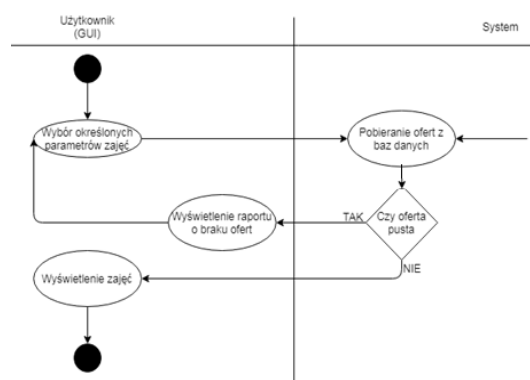 Użytkownik
(GUI)
System
Wybór określonych
parametrów zajęć
Pobieranie ofert z
baz danych
Wyświetlenie raportu
o braku ofert
TAK
Czy oferta
pusta
NIE
Wyświetlenie zajęć